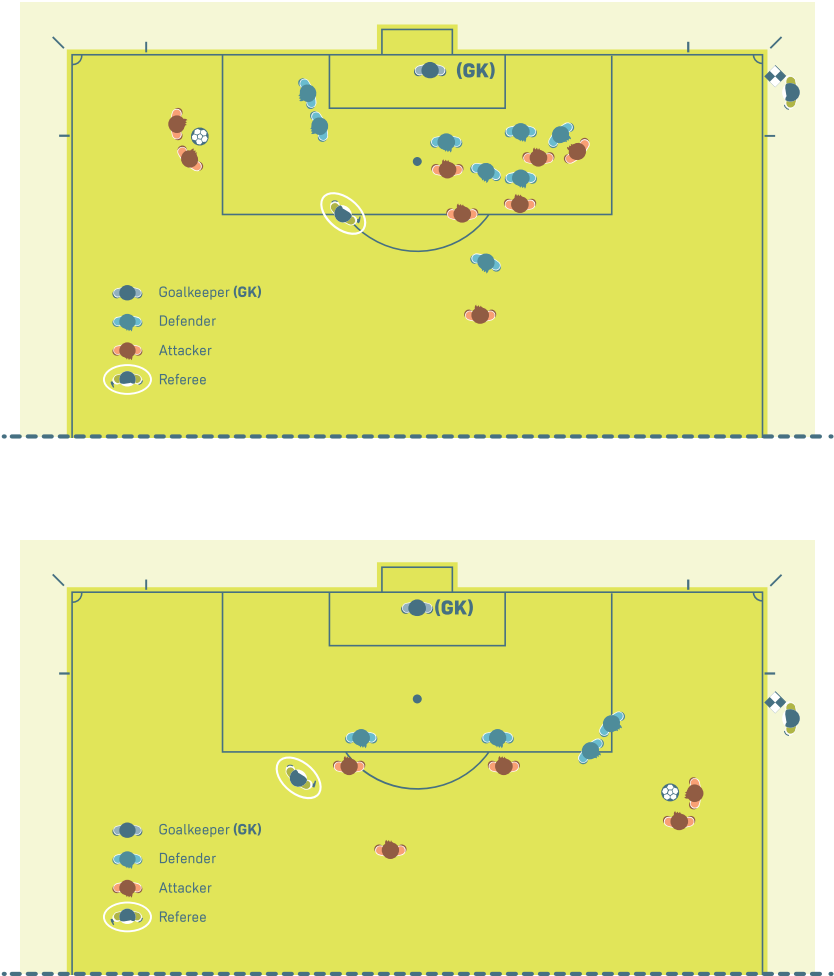 (GK)
Goalkeeper (GK)
Defender
Attacker
Referee
(GK)
Goalkeeper (GK)
Defender
Attacker
Referee